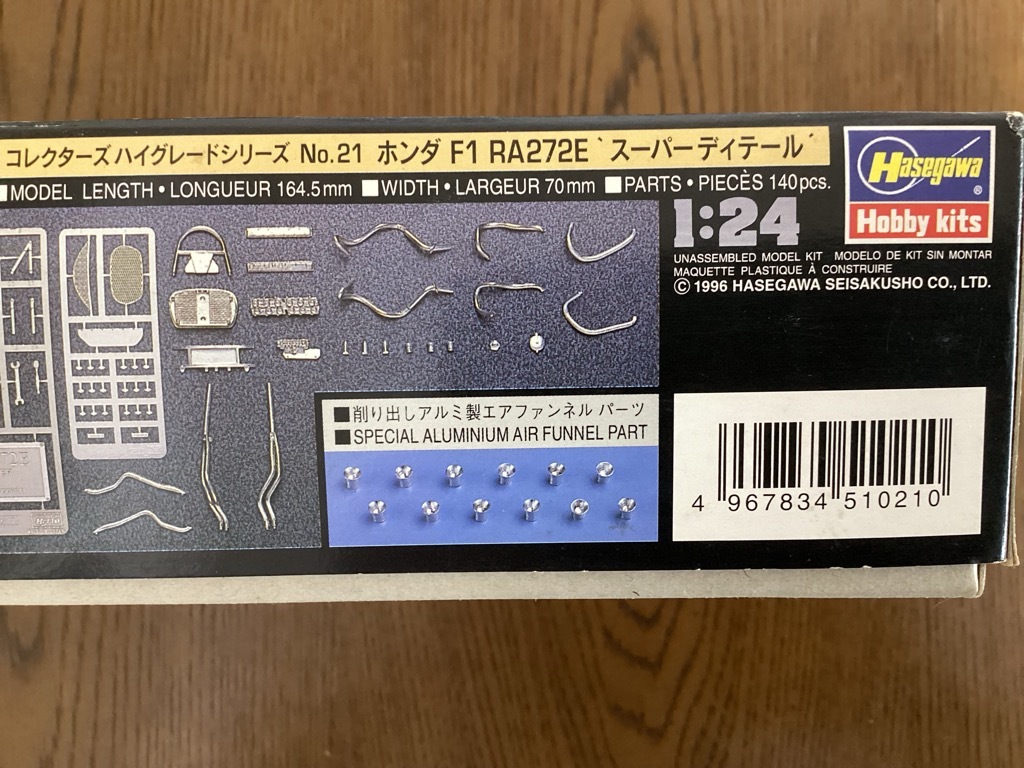 コレクターズハイグレードシリーズ No.21 ホンダ F1 RA272E `スーパーディテール´
■MODEL LENGTH・LONGUEUR 164.5mm ■WIDTH・LARGEUR 70mm ■PARTS・PIECÈS 140pcs.
Hasegawa®
Hobby kits
1:24
UNASSEMBLED MODEL KIT MODELO DE KIT SIN MONTAR
MAQUETTE PLASTIQUE À CONSTRUIRE
© 1996 HASEGAWA SEISAKUSHO CO., LTD.
■削り出しアルミ製エアファンネル パーツ
■SPECIAL ALUMINIUM AIR FUNNEL PART
4 967834 510210